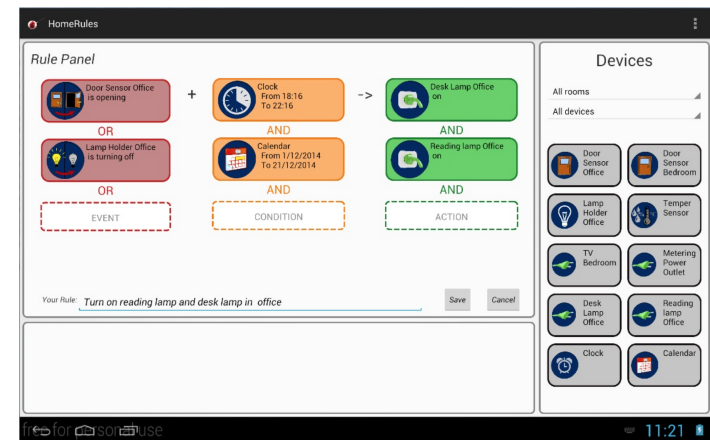 HomeRules
Rule Panel
Door Sensor Office
is opening
+
Clock
From 18:16
To 22:16
->
Desk Lamp Office
on
OR
AND
AND
Lamp Holder Office
is turning off
Calendar
From 1/12/2014
To 21/12/2014
Reading lamp Office
on
OR
AND
AND
EVENT
CONDITION
ACTION
Your Rule:
Turn on reading lamp and desk lamp in office
Save
Cancel
Devices
All rooms
All devices
Door
Sensor
Office
Door
Sensor
Bedroom
Lamp
Holder
Office
Temper
Sensor
TV
Bedroom
Metering
Power
Outlet
Desk
Lamp
Office
Reading
lamp
Office
Clock
Calendar
free for personal use
11:21